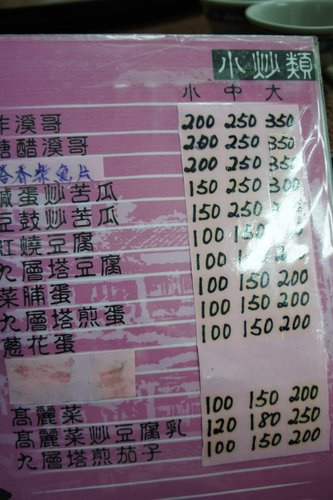 小炒類
小 中 大
炸溪哥 200 250 350
糖醋溪哥 200 250 350
魚片 200 250 350
鹹蛋炒苦瓜 150 250 350
豆鼓炒苦瓜 150 250
紅燒豆腐 100 150
九層塔豆腐 100
菜脯蛋 100 150 200
九層塔煎蛋 100 150 200
蔥花蛋 100 150 200
高麗菜 100 150 200
高麗菜炒豆腐乳 120 180 250
九層塔煎茄子 100 150 200